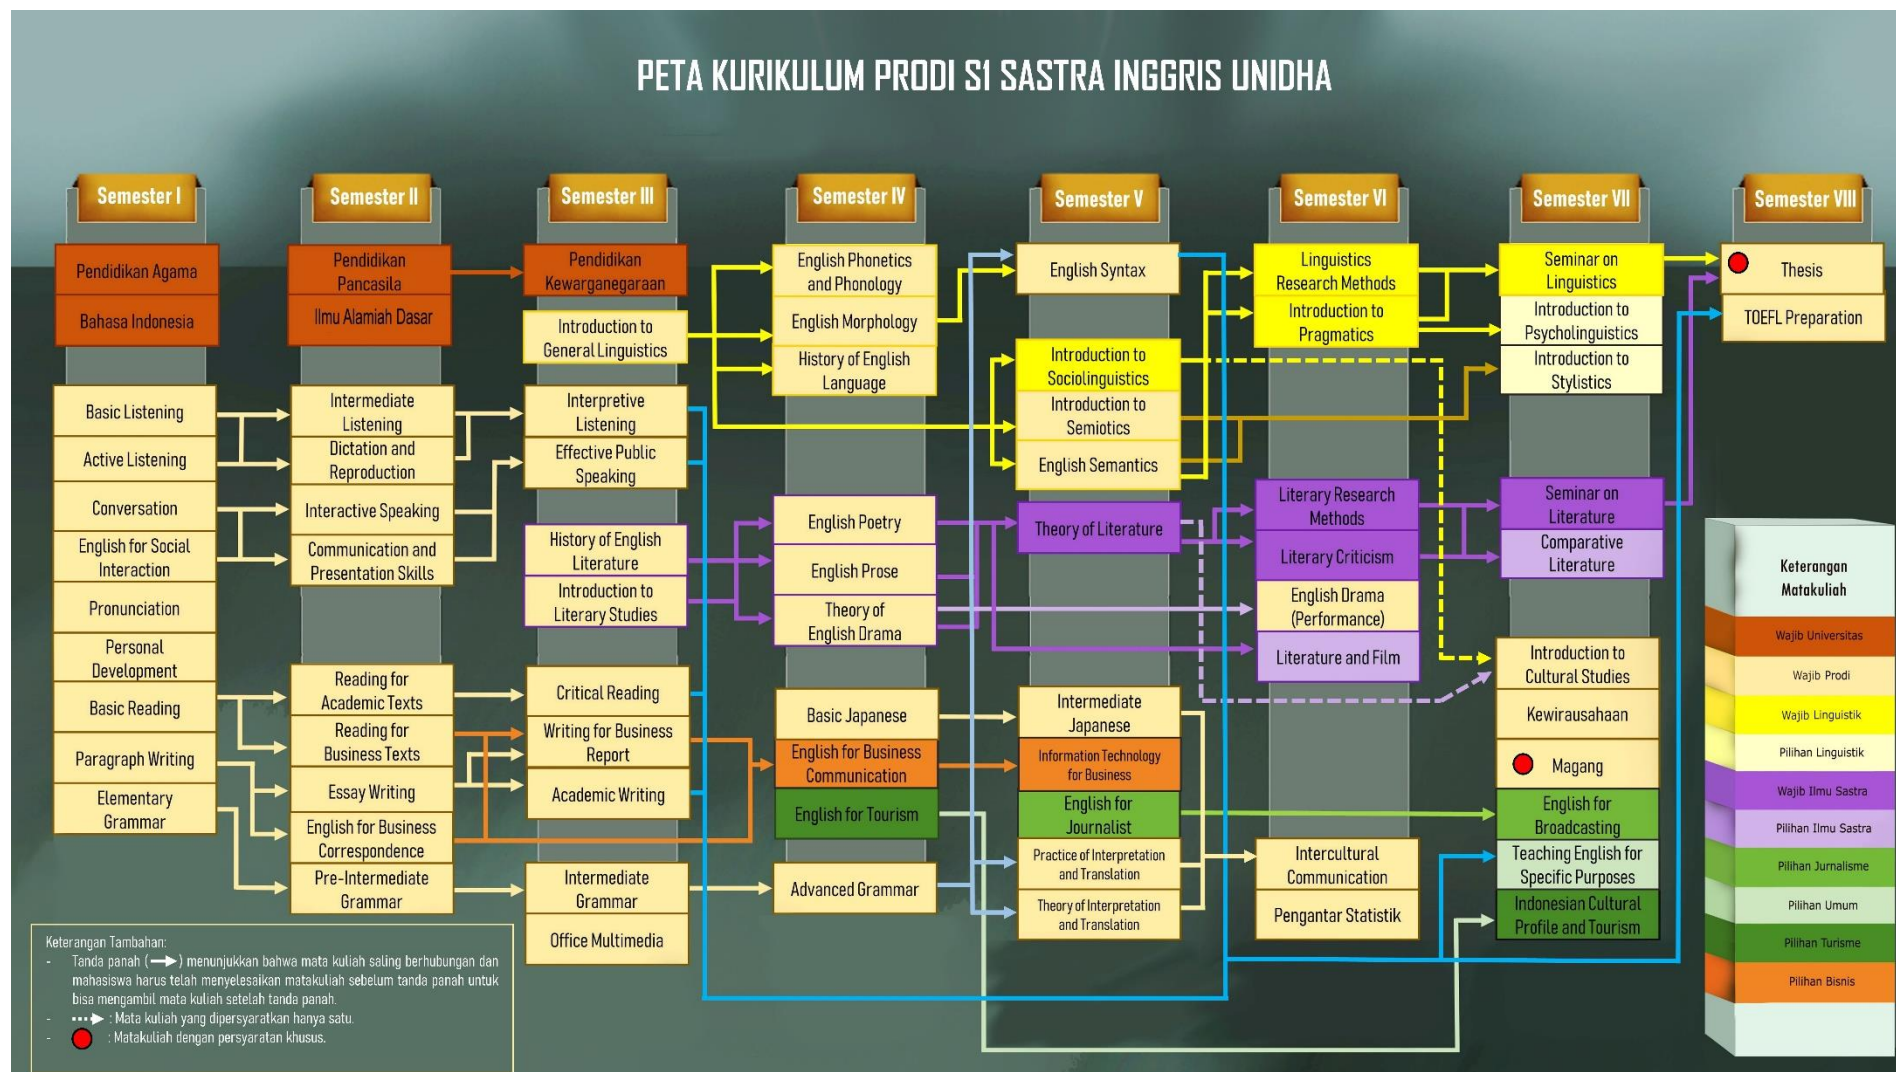 PETA KURIKULUM PRODI S1 SASTRA INGGRIS UNIDHA
Semester I
Pendidikan Agama
Bahasa Indonesia
Basic Listening
Active Listening
Conversation
English for Social
Interaction
Pronunciation
Personal
Development
Basic Reading
Paragraph Writing
Elementary
Grammar
Semester II
Pendidikan
Pancasila
Ilmu Alamiah Dasar
Intermediate
Listening
Dictation and
Reproduction
Interactive Speaking
Communication and
Presentation Skills
Reading for
Academic Texts
Reading for
Business Texts
Essay Writing
English for Business
Correspondence
Pre-Intermediate
Grammar
Semester III
Pendidikan
Kewarganegaraan
Introduction to
General Linguistics
Interpretive
Listening
Effective Public
Speaking
History of English
Literature
Introduction to
Literary Studies
Critical Reading
Writing for Business
Report
Academic Writing
Intermediate
Grammar
Office Multimedia
Semester IV
English Phonetics
and Phonology
English Morphology
History of English
Language
English Poetry
English Prose
Theory of
English Drama
Basic Japanese
English for Business
Communication
English for Tourism
Advanced Grammar
Semester V
English Syntax
Introduction to
Sociolinguistics
Introduction to
Semiotics
English Semantics
Theory of Literature
Intermediate
Japanese
Information Technology
for Business
English for
Journalist
Practice of Interpretation
and Translation
Theory of Interpretation
and Translation
Semester VI
Linguistics
Research Methods
Introduction to
Pragmatics
Literary Research
Methods
Literary Criticism
English Drama
(Performance)
Literature and Film
Intercultural
Communication
Pengantar Statistik
Semester VII
Seminar on
Linguistics
Introduction to
Psycholinguistics
Introduction to
Stylistics
Seminar on
Literature
Comparative
Literature
Introduction to
Cultural Studies
Kewirausahaan
Magang
English for
Broadcasting
Teaching English for
Specific Purposes
Indonesian Cultural
Profile and Tourism
Semester VIII
Thesis
TOEFL Preparation
Keterangan
Matakuliah
Wajib Universitas
Wajib Prodi
Wajib Linguistik
Pilihan Linguistik
Wajib Ilmu Sastra
Pilihan Ilmu Sastra
Pilihan Jurnalisme
Pilihan Umum
Pilihan Turisme
Pilihan Bisnis
Keterangan Tambahan:
- Tanda panah (→) menunjukkan bahwa mata kuliah saling berhubungan dan
mahasiswa harus telah menyelesaikan matakuliah sebelum tanda panah untuk
bisa mengambil mata kuliah setelah tanda panah.
- : Mata kuliah yang dipersyaratkan hanya satu.
- : Matakuliah dengan persyaratan khusus.